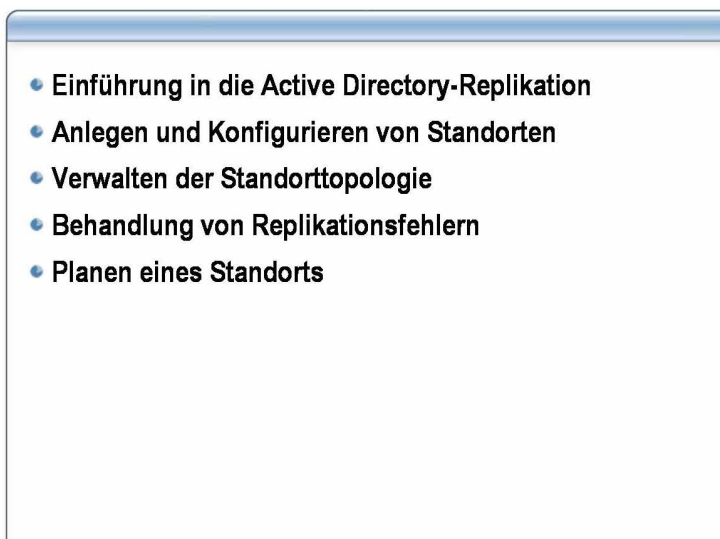 Einführung in die Active Directory-Replikation
Anlegen und Konfigurieren von Standorten
Verwalten der Standorttopologie
Behandlung von Replikationsfehlern
Planen eines Standorts